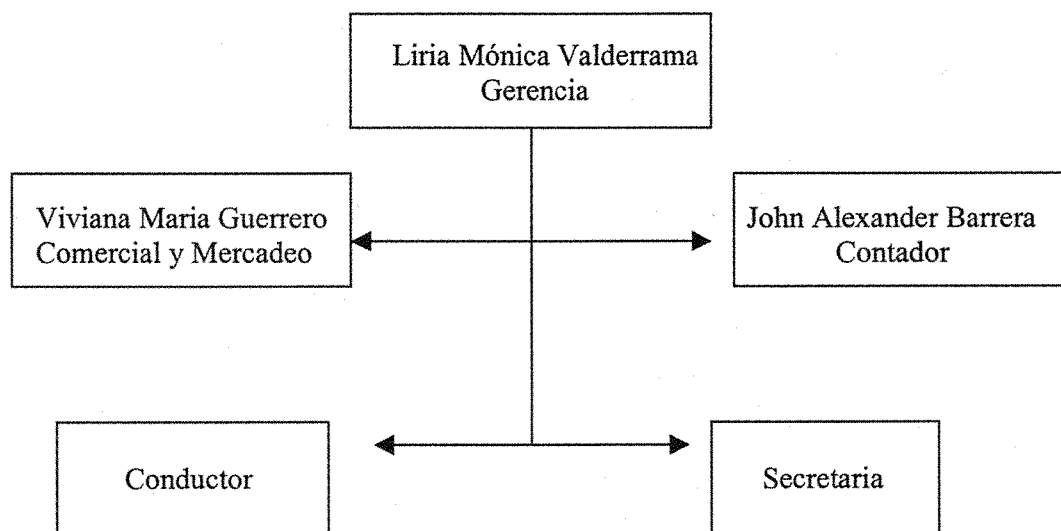 Liria Mónica Valderrama
Gerencia
Viviana Maria Guerrero
Comercial y Mercadeo
John Alexander Barrera
Contador
Conductor
Secretaria